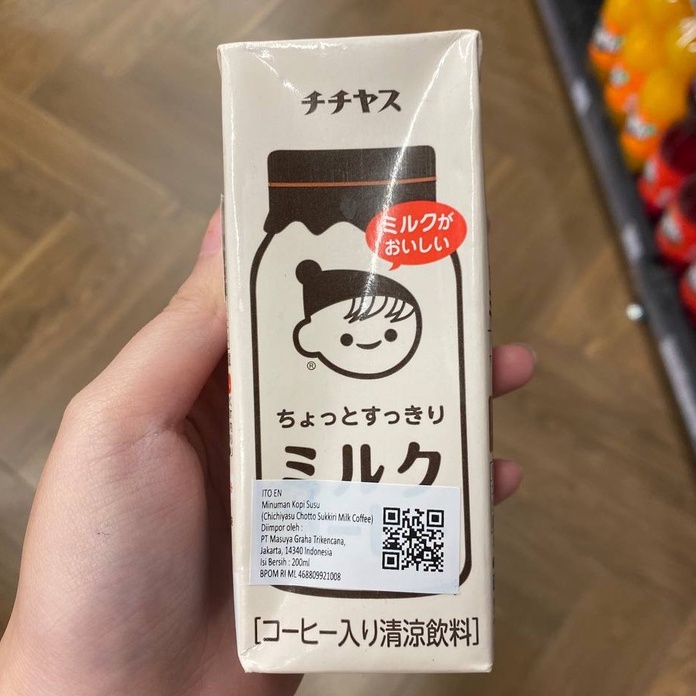 チチヤス
ミルクが
おいしい
®
ちょっとすっきり
ミルク
ITO EN
Minuman Kopi Susu
(Chichiyasu Chotto Sukkiri Milk Coffee)
Diimpor oleh :
PT Masuya Graha Trikencana,
Jakarta, 14340 Indonesia
Isi Bersih : 200ml
BPOM RI ML 468809921008
[コーヒー入り清涼飲料]